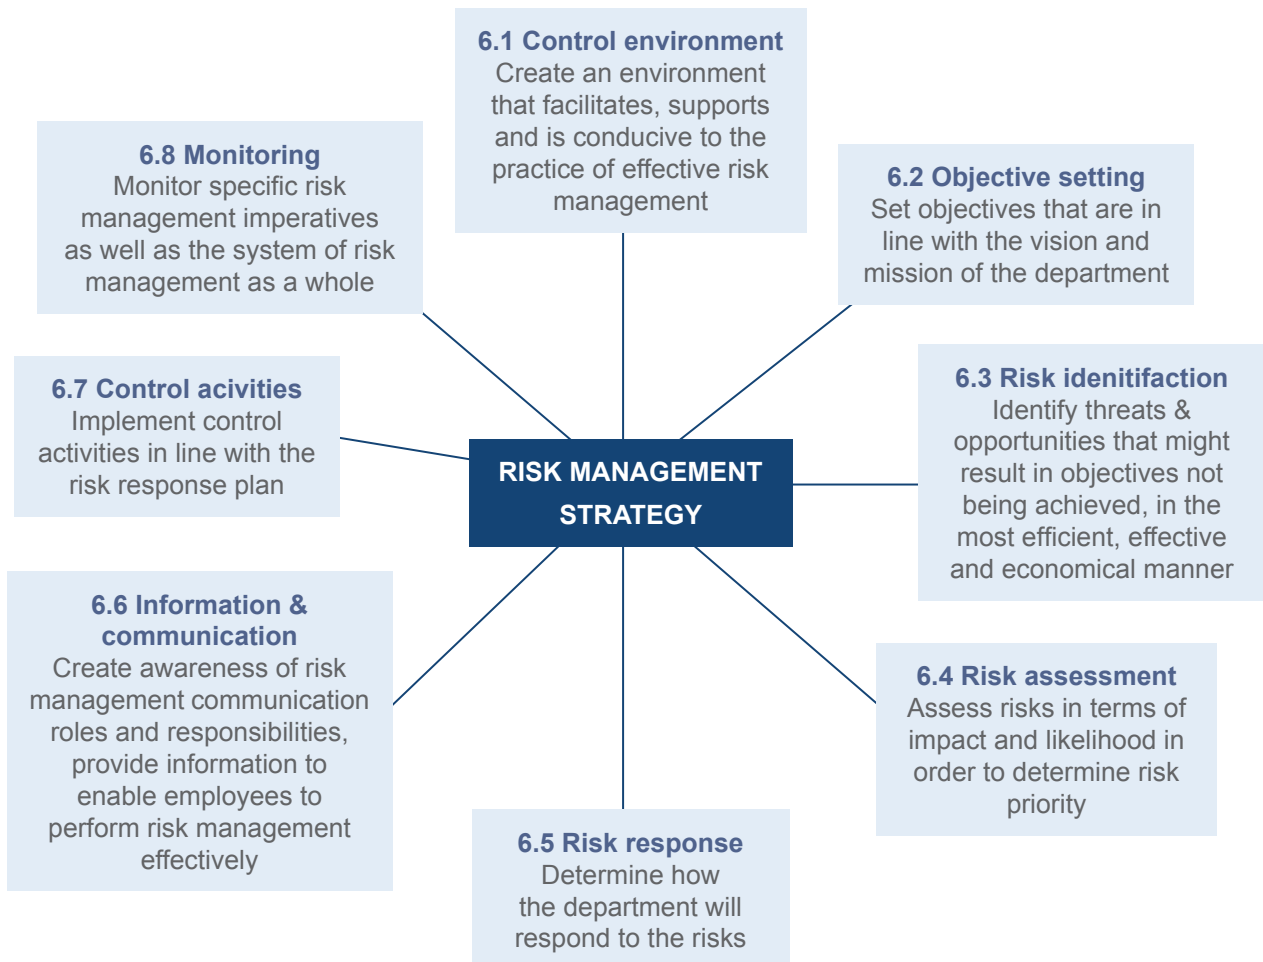 6.1 Control environment
Create an environment
that facilitates, supports
and is conducive to the
practice of effective risk
management
6.2 Objective setting
Set objectives that are in
line with the vision and
mission of the department
6.3 Risk idenitifaction
Identify threats &
opportunities that might
result in objectives not
being achieved, in the
most efficient, effective
and economical manner
6.4 Risk assessment
Assess risks in terms of
impact and likelihood in
order to determine risk
priority
6.5 Risk response
Determine how
the department will
respond to the risks
6.6 Information &
communication
Create awareness of risk
management communication
roles and responsibilities,
provide information to
enable employees to
perform risk management
effectively
6.7 Control acivities
Implement control
activities in line with the
risk response plan
6.8 Monitoring
Monitor specific risk
management imperatives
as well as the system of risk
management as a whole
RISK MANAGEMENT
STRATEGY